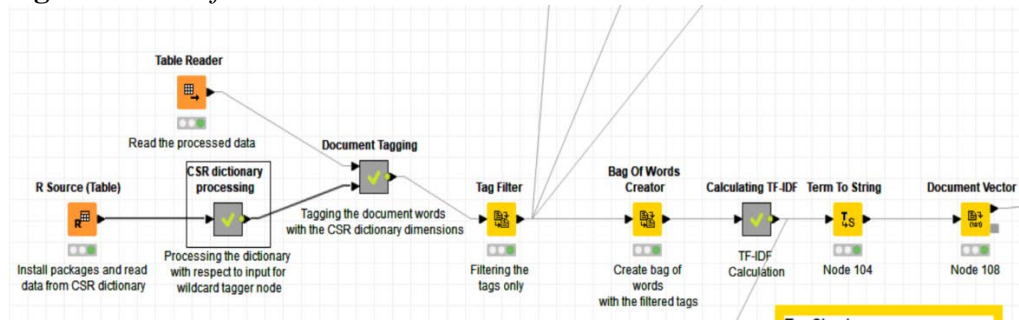 Table Reader
Read the processed data
Document Tagging
CSR dictionary
processing
R Source (Table)
Tagging the document words
with the CSR dictionary dimensions
Install packages and read
data from CSR dictionary
Processing the dictionary
with respect to input for
wildcard tagger node
Tag Filter
Filtering the
tags only
Bag Of Words
Creator
Create bag of
words
with the filtered tags
Calculating TF-IDF
TF-IDF
Calculation
Term To String
T
S
Node 104
Document Vector
Node 108